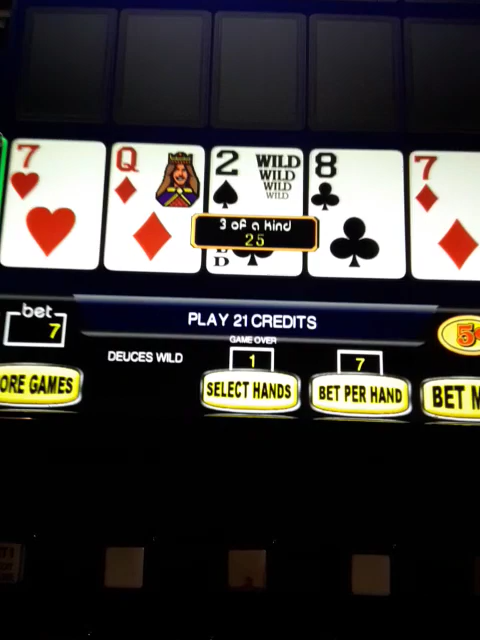 7 Q 2 WILD 8 7
WILD
WILD
WILD
3 of a kind
25
bet
7
PLAY 21 CREDITS
5
GAME OVER
DEUCES WILD
1
7
ORE GAMES
SELECT HANDS
BET PER HAND
BET M